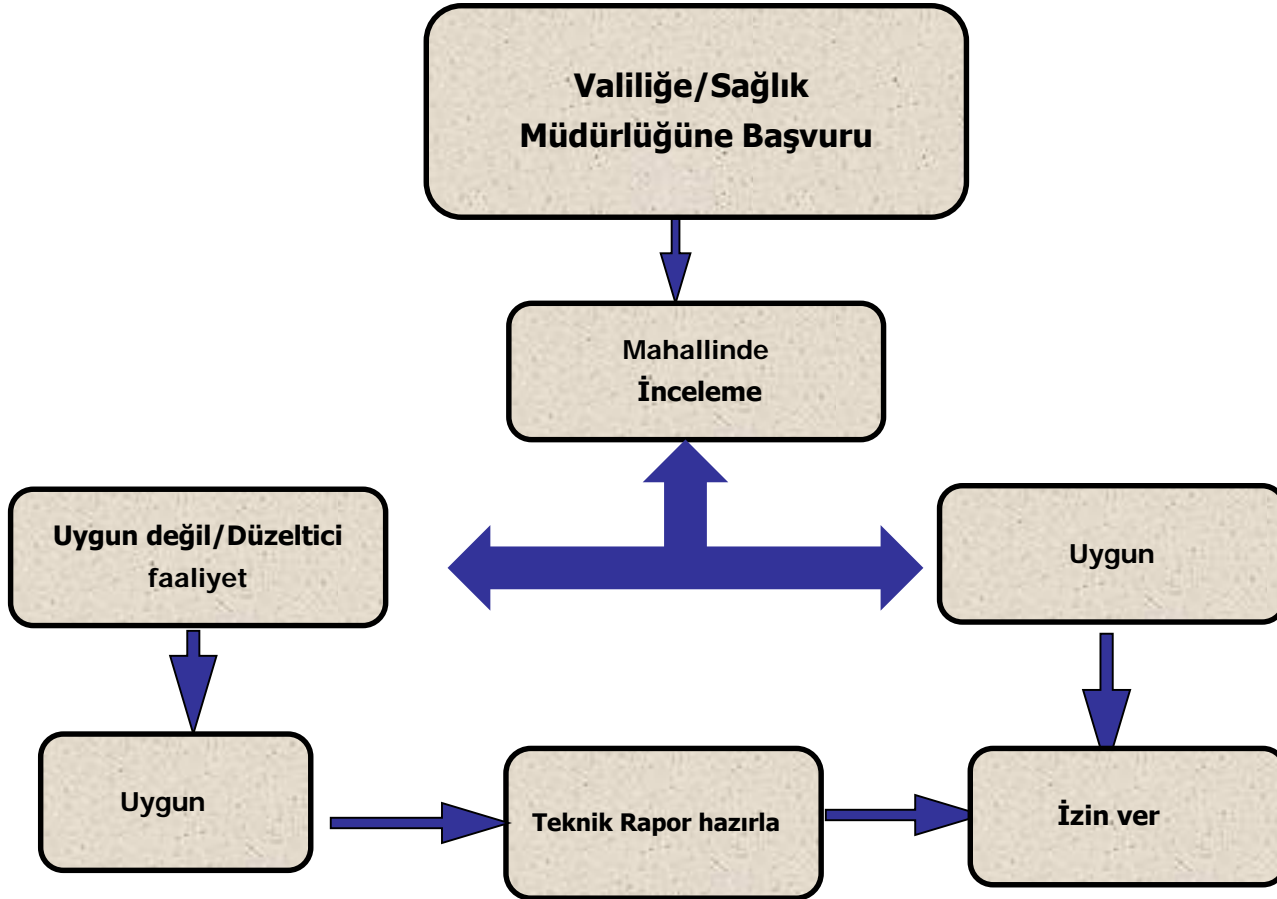 Valiliğe/Sağlık
Müdürlüğüne Başvuru
Mahallinde
İnceleme
Uygun değil/Düzeltici
faaliyet
Uygun
Uygun
Teknik Rapor hazırla
İzin ver